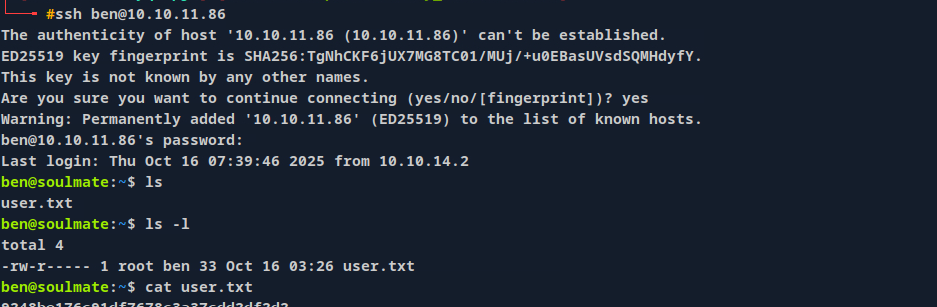 #ssh ben@10.10.11.86
The authenticity of host '10.10.11.86 (10.10.11.86)' can't be established.
ED25519 key fingerprint is SHA256:TgNhCKF6jUX7MG8TC01/MUj/+u0EBasUVsdSQMHdyfY.
This key is not known by any other names.
Are you sure you want to continue connecting (yes/no/[fingerprint])? yes
Warning: Permanently added '10.10.11.86' (ED25519) to the list of known hosts.
ben@10.10.11.86's password:
Last login: Thu Oct 16 07:39:46 2025 from 10.10.14.2
ben@soulmate:~$ ls
user.txt
ben@soulmate:~$ ls -l
total 4
-rw-r----- 1 root ben 33 Oct 16 03:26 user.txt
ben@soulmate:~$ cat user.txt